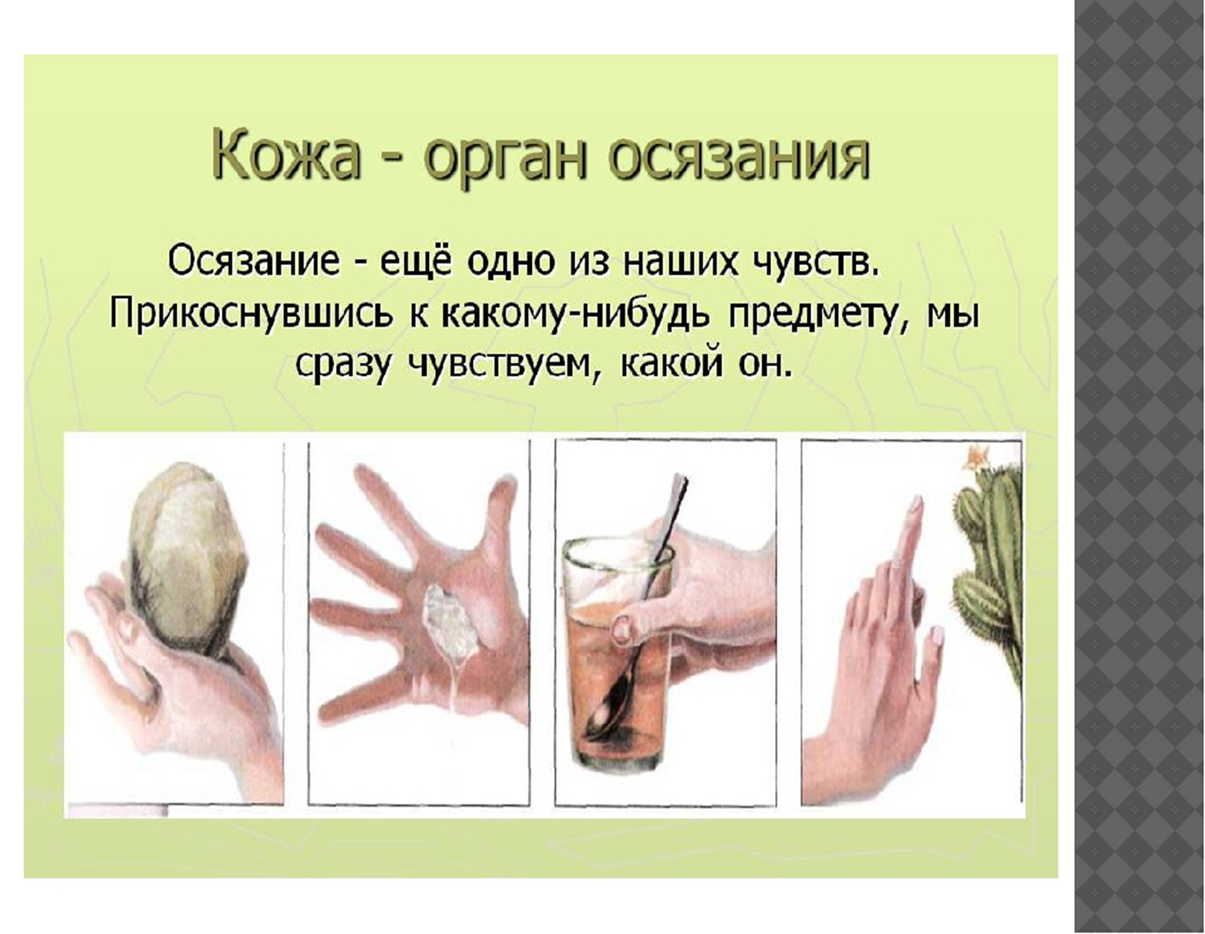 Кожа - орган осязания
Осязание - ещё одно из наших чувств.
Прикоснувшись к какому-нибудь предмету, мы
сразу чувствуем, какой он.